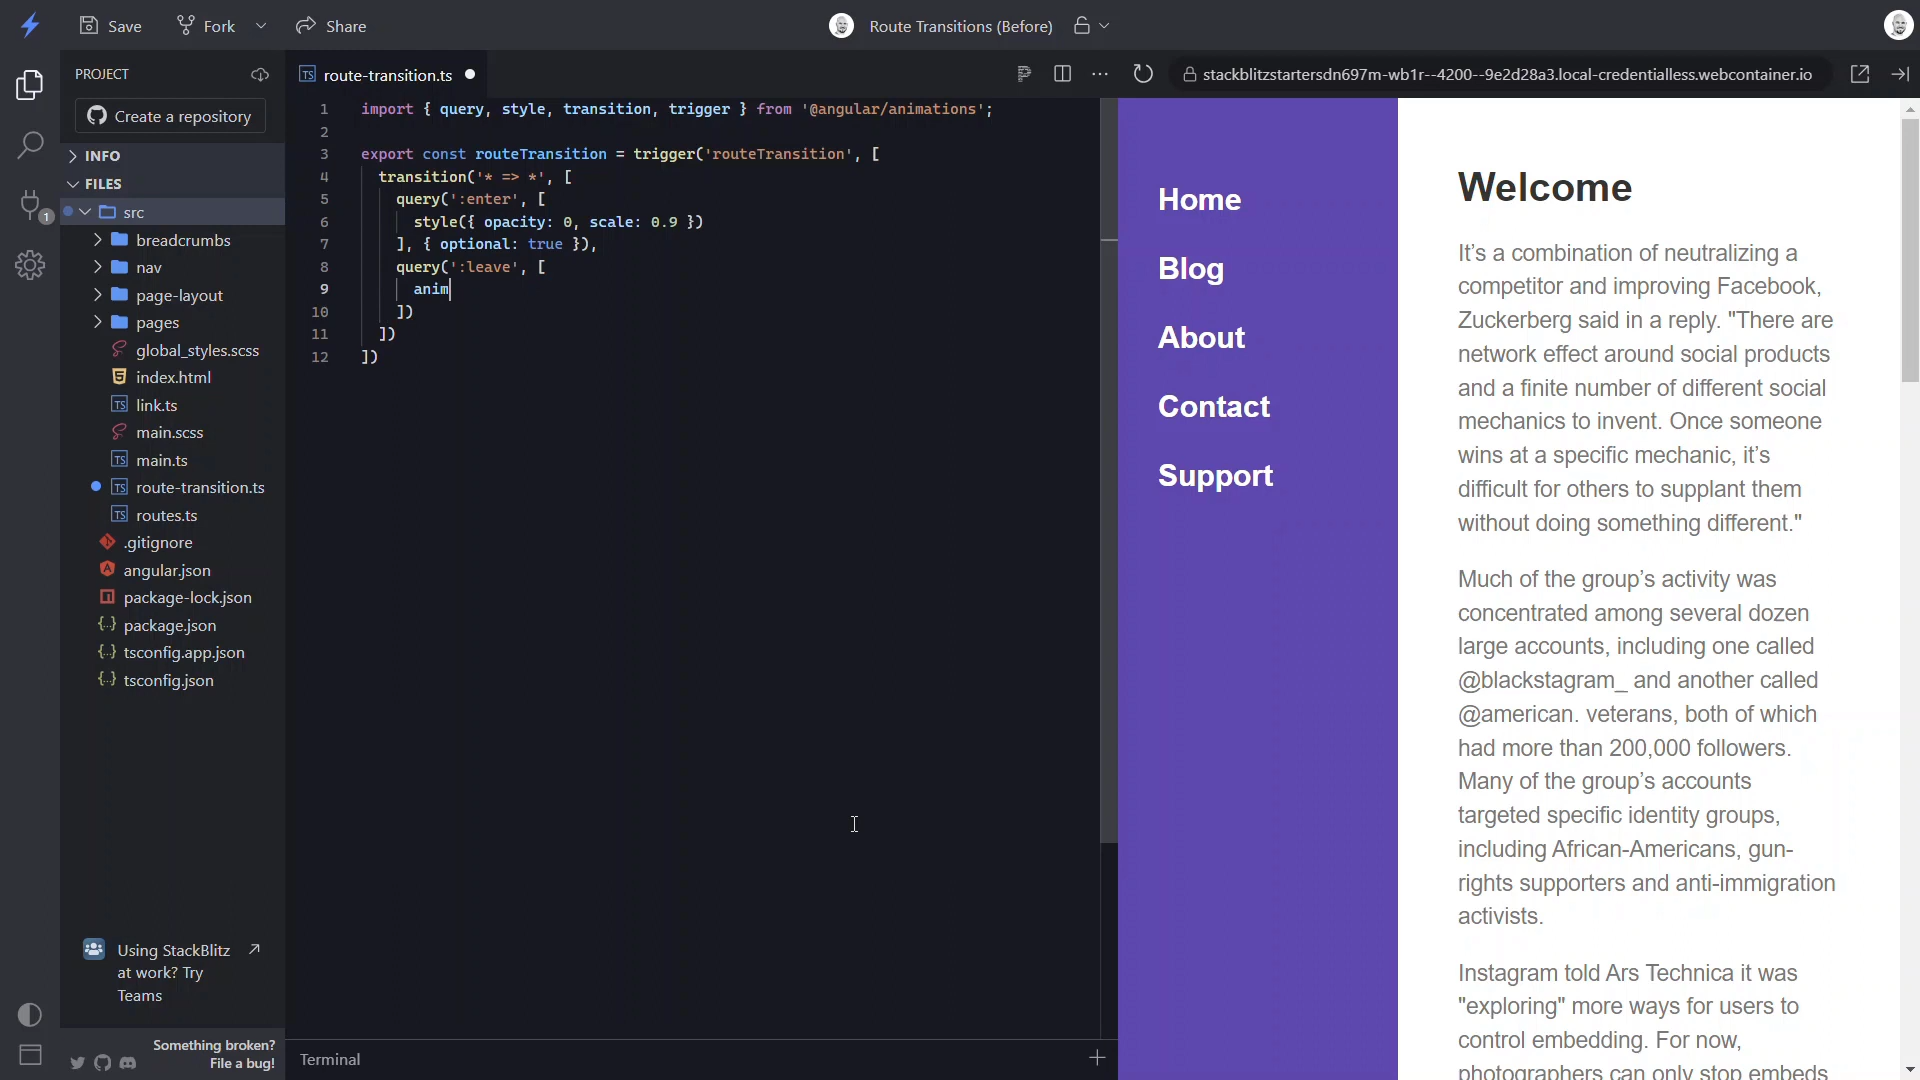 Save Fork Share Route Transitions (Before)
PROJECT
Create a repository
INFO
FILES
src
breadcrumbs
nav
page-layout
pages
global_styles.scss
index.html
link.ts
main.scss
main.ts
route-transition.ts
routes.ts
.gitignore
angular.json
package-lock.json
package.json
tsconfig.app.json
tsconfig.json
1
Using StackBlitz
at work? Try
Teams
Something broken?
File a bug!
route-transition.ts
1 import { query, style, transition, trigger } from '@angular/animations';
2
3 export const routeTransition = trigger('routeTransition', [
4 transition('* => *', [
5 query(':enter', [
6 style({ opacity: 0, scale: 0.9 })
7 ], { optional: true }),
8 query(':leave', [
9 anim
10 ])
11 ])
12 ])
Terminal
stackblitzstartersdn697m-wb1r--4200--9e2d28a3.local-credentialless.webcontainer.io
Home
Blog
About
Contact
Support
Welcome
It’s a combination of neutralizing a
competitor and improving Facebook,
Zuckerberg said in a reply. "There are
network effect around social products
and a finite number of different social
mechanics to invent. Once someone
wins at a specific mechanic, it’s
difficult for others to supplant them
without doing something different."
Much of the group’s activity was
concentrated among several dozen
large accounts, including one called
@blackstagram_ and another called
@american. veterans, both of which
had more than 200,000 followers.
Many of the group’s accounts
targeted specific identity groups,
including African-Americans, gun-
rights supporters and anti-immigration
activists.
Instagram told Ars Technica it was
"exploring" more ways for users to
control embedding. For now,
photographers can only stop embeds